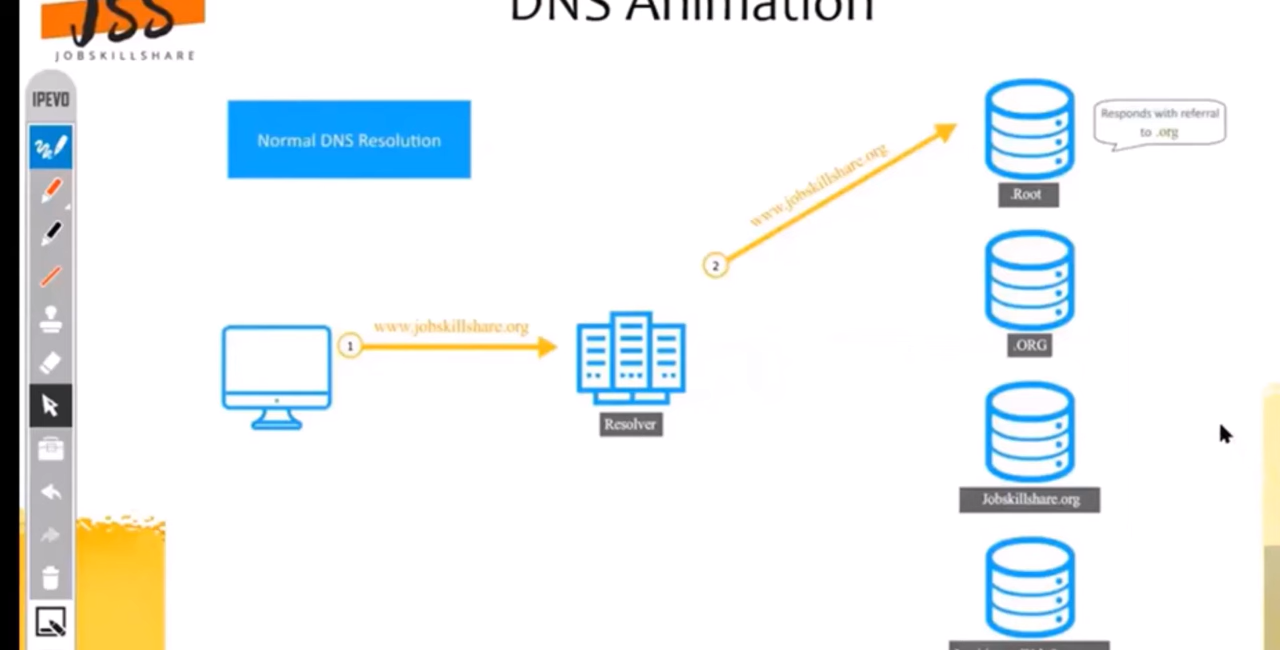 JSS
JOBSKILLSHARE
DNS Animation
IPEVO
Normal DNS Resolution
www.jobskillshare.org
Responds with referral
to .org
.Root
2
.ORG
1
www.jobskillshare.org
Resolver
Jobskillshare.org